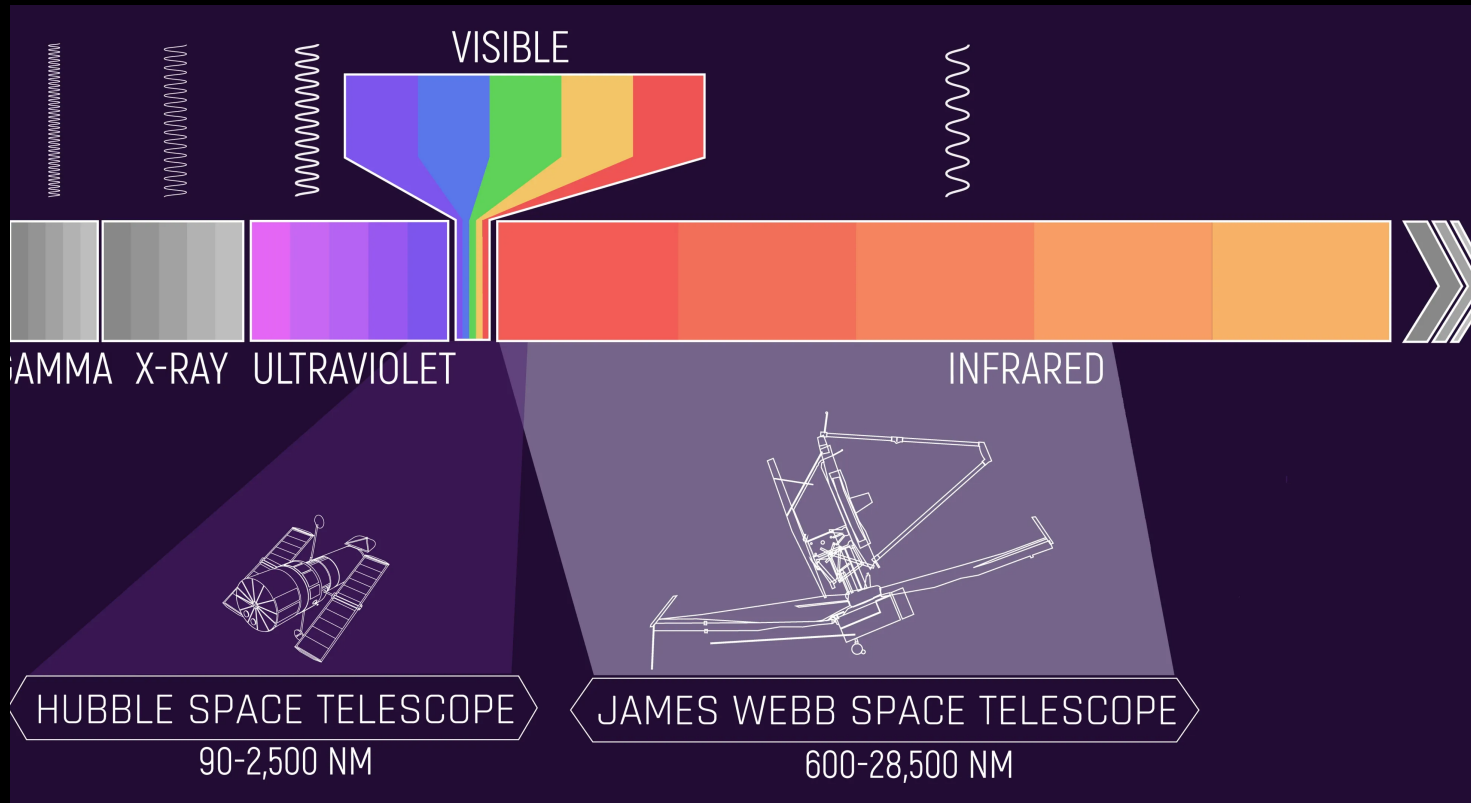 VISIBLE
GAMMA X-RAY ULTRAVIOLET INFRARED
HUBBLE SPACE TELESCOPE
90-2,500 NM
JAMES WEBB SPACE TELESCOPE
600-28,500 NM